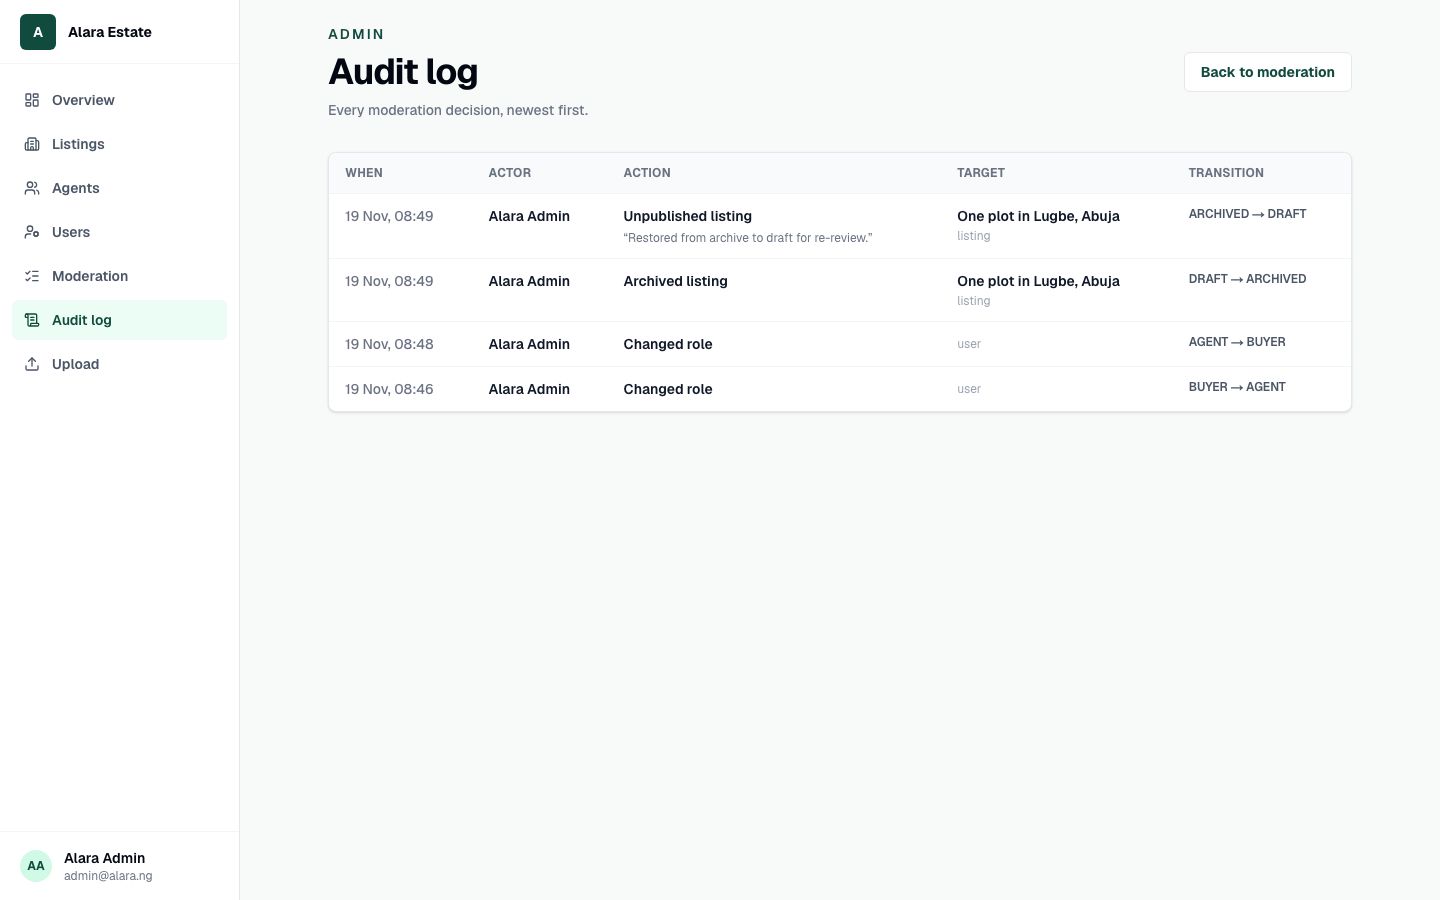 A
Alara Estate
Overview
Listings
Agents
Users
Moderation
Audit log
Upload
AA
Alara Admin
admin@alara.ng
ADMIN
Audit log
Every moderation decision, newest first.
Back to moderation
WHEN ACTOR ACTION TARGET TRANSITION
19 Nov, 08:49 Alara Admin Unpublished listing One plot in Lugbe, Abuja ARCHIVED → DRAFT
“Restored from archive to draft for re-review.” listing
19 Nov, 08:49 Alara Admin Archived listing One plot in Lugbe, Abuja DRAFT → ARCHIVED
listing
19 Nov, 08:48 Alara Admin Changed role user AGENT → BUYER
19 Nov, 08:46 Alara Admin Changed role user BUYER → AGENT